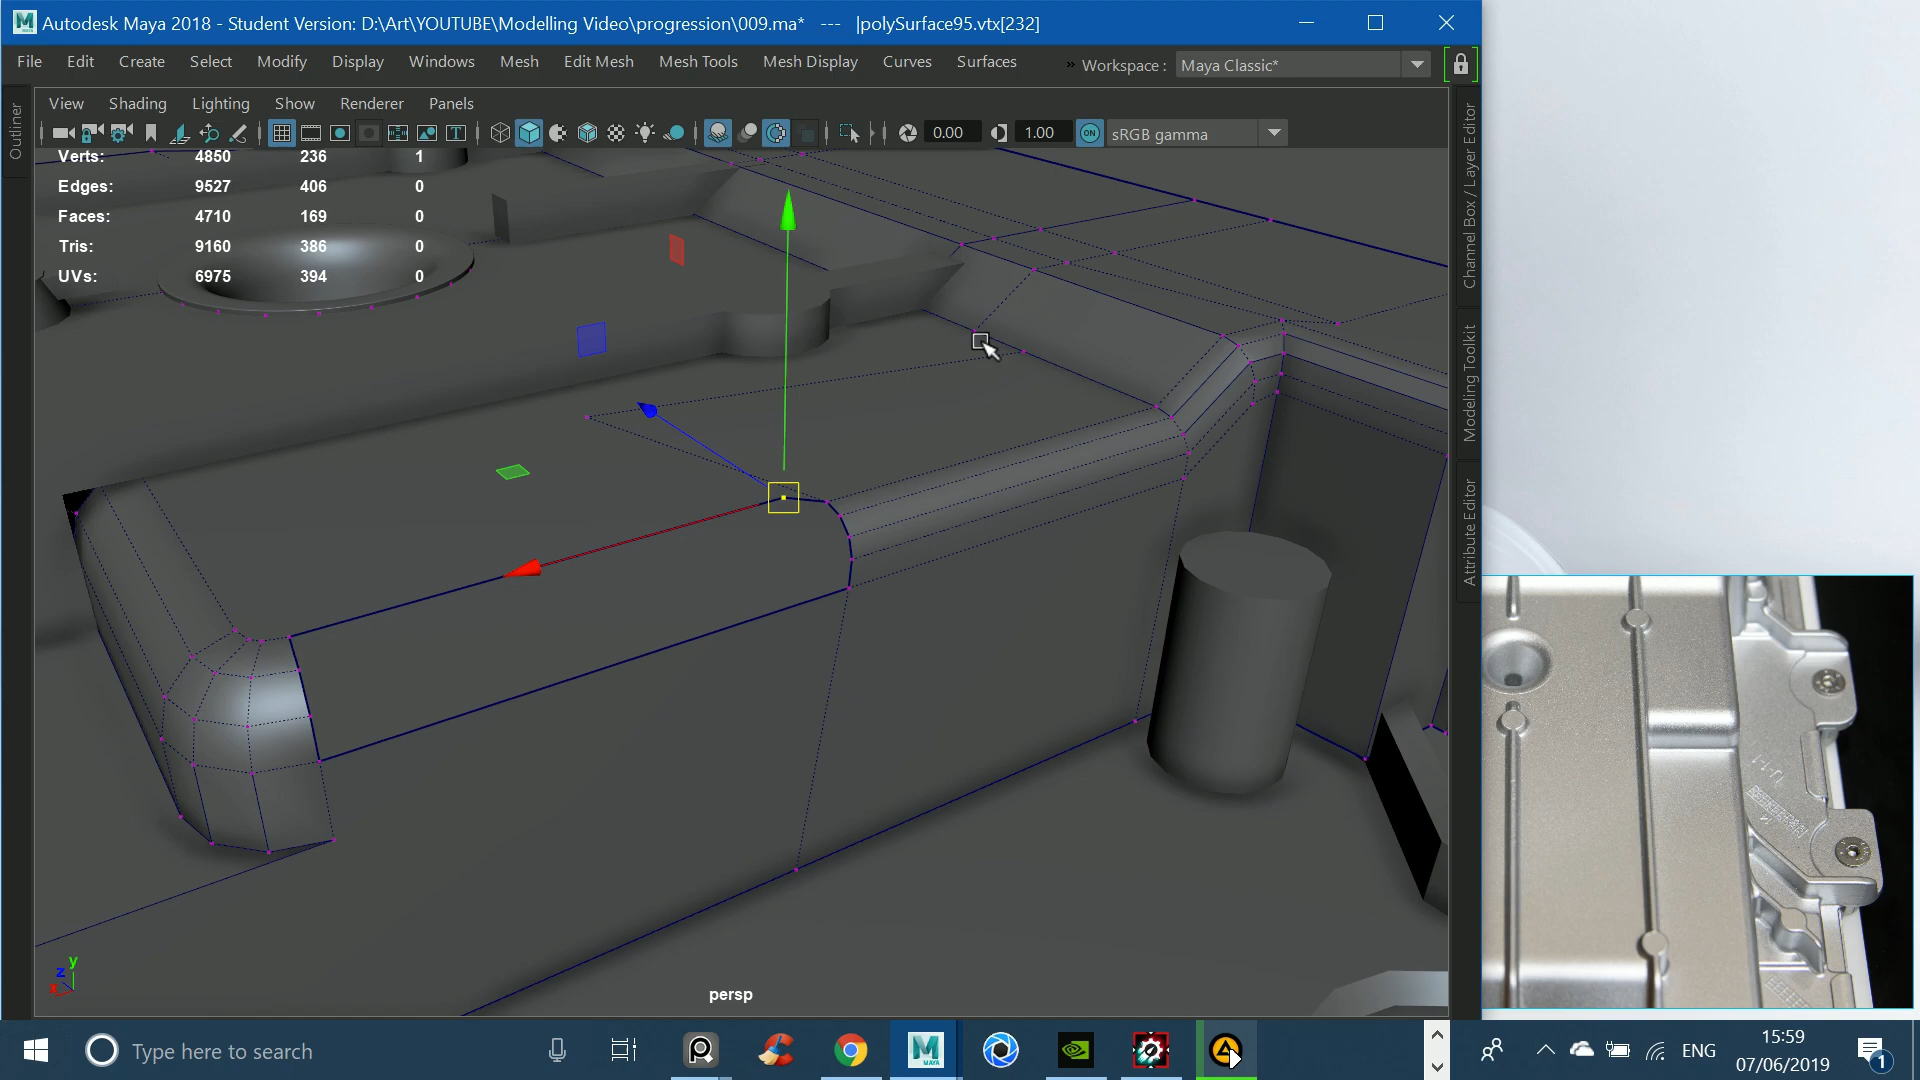 Autodesk Maya 2018 - Student Version: D:\Art\YOUTUBE\Modelling Video\progression\009.ma* --- |polySurface95.vtx[232]
File Edit Create Select Modify Display Windows Mesh Edit Mesh Mesh Tools Mesh Display Curves Surfaces » Workspace : Maya Classic*
View Shading Lighting Show Renderer Panels
0.00 1.00 ON sRGB gamma
Outliner
Verts: 4850 236 1
Edges: 9527 406 0
Faces: 4710 169 0
Tris: 9160 386 0
UVs: 6975 394 0
Channel Box / Layer Editor
Modeling Toolkit
Attribute Editor
y
z
x
persp
Type here to search
MAYA
ENG
15:59
07/06/2019
1